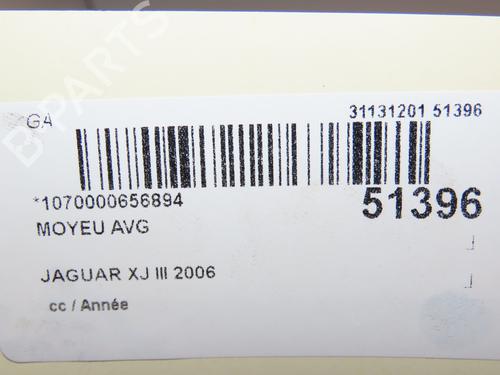 GA
31131201 51396
*1070000656894
51396
MOYEU AVG
JAGUAR XJ III 2006
cc / Année